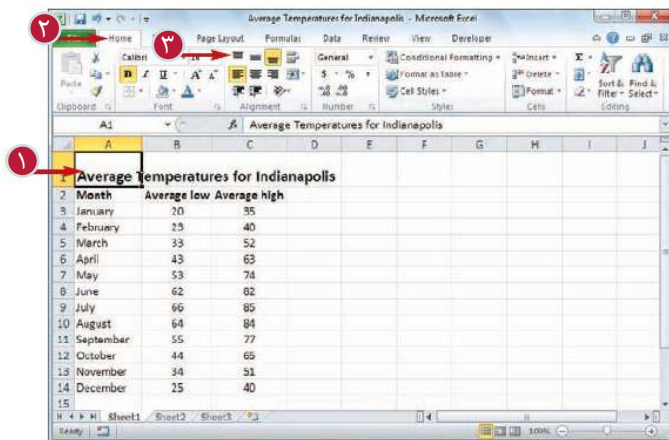 Average Temperatures for Indianapolis - Microsoft Excel
۲
Home Page Layout Formulas Data Review View Developer
۳
Calibri
General
Conditional Formatting
Insert
Σ
Paste
B I U A A
$ % ,
Format as Table
Delete
Sort & Filter
Find & Select
Cell Styles
Format
Clipboard Font Alignment Number Styles Cells Editing
A1 fx Average Temperatures for Indianapolis
A B C D E F G H I J
۱
1 Average Temperatures for Indianapolis
2 Month Average low Average high
3 January 20 35
4 February 23 40
5 March 33 52
6 April 43 63
7 May 53 74
8 June 62 82
9 July 66 85
10 August 64 84
11 September 55 77
12 October 44 65
13 November 34 51
14 December 25 40
15
Sheet1 Sheet2 Sheet3
Ready 100%